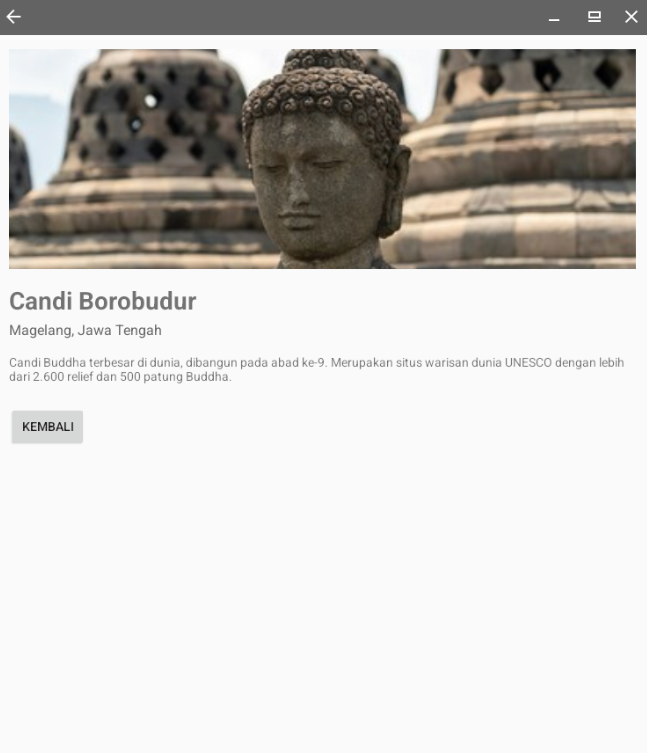 Candi Borobudur
Magelang, Jawa Tengah
Candi Buddha terbesar di dunia, dibangun pada abad ke-9. Merupakan situs warisan dunia UNESCO dengan lebih
dari 2.600 relief dan 500 patung Buddha.
KEMBALI